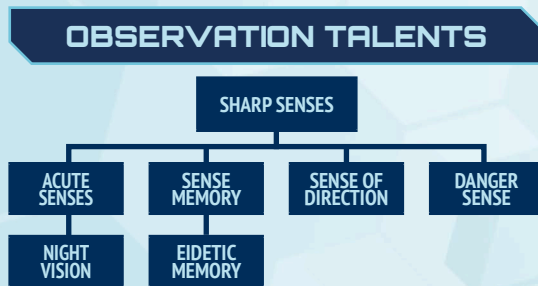 OBSERVATION TALENTS
SHARP SENSES
ACUTE
SENSES
SENSE
MEMORY
SENSE OF
DIRECTION
DANGER
SENSE
NIGHT
VISION
EIDETIC
MEMORY